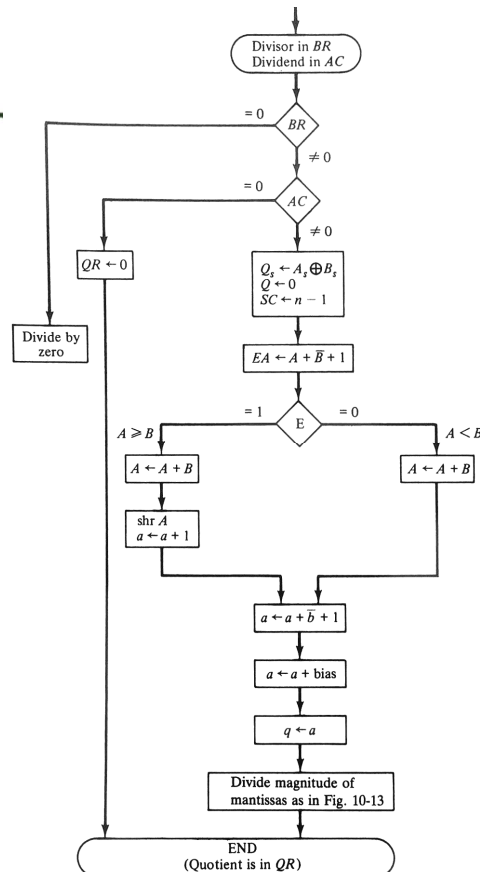 Divisor in BR
Dividend in AC
= 0
BR
≠ 0
= 0
AC
≠ 0
QR ← 0
Qₛ ← Aₛ ⊕ Bₛ
Q ← 0
SC ← n − 1
Divide by
zero
EA ← A + B̅ + 1
= 1
E
= 0
A ⩾ B
A < B
A ← A + B
A ← A + B
shr A
a ← a + 1
a ← a + b̅ + 1
a ← a + bias
q ← a
Divide magnitude of
mantissas as in Fig. 10-13
END
(Quotient is in QR)